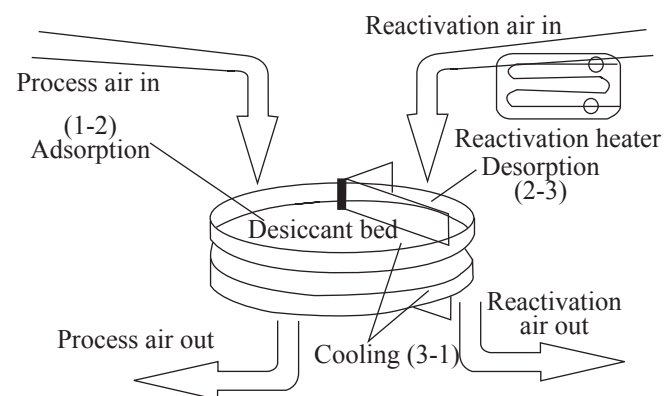 Reactivation air in
Process air in
(1-2)
Adsorption
Reactivation heater
Desorption
(2-3)
Desiccant bed
Reactivation
air out
Process air out
Cooling (3-1)